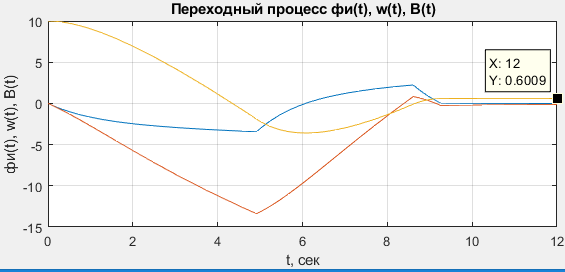 Переходный процесс фи(t), w(t), B(t)
10
5
0
-5
-10
-15
фи(t), w(t), B(t)
X: 12
Y: 0.6009
0 2 4 6 8 10 12
t, сек